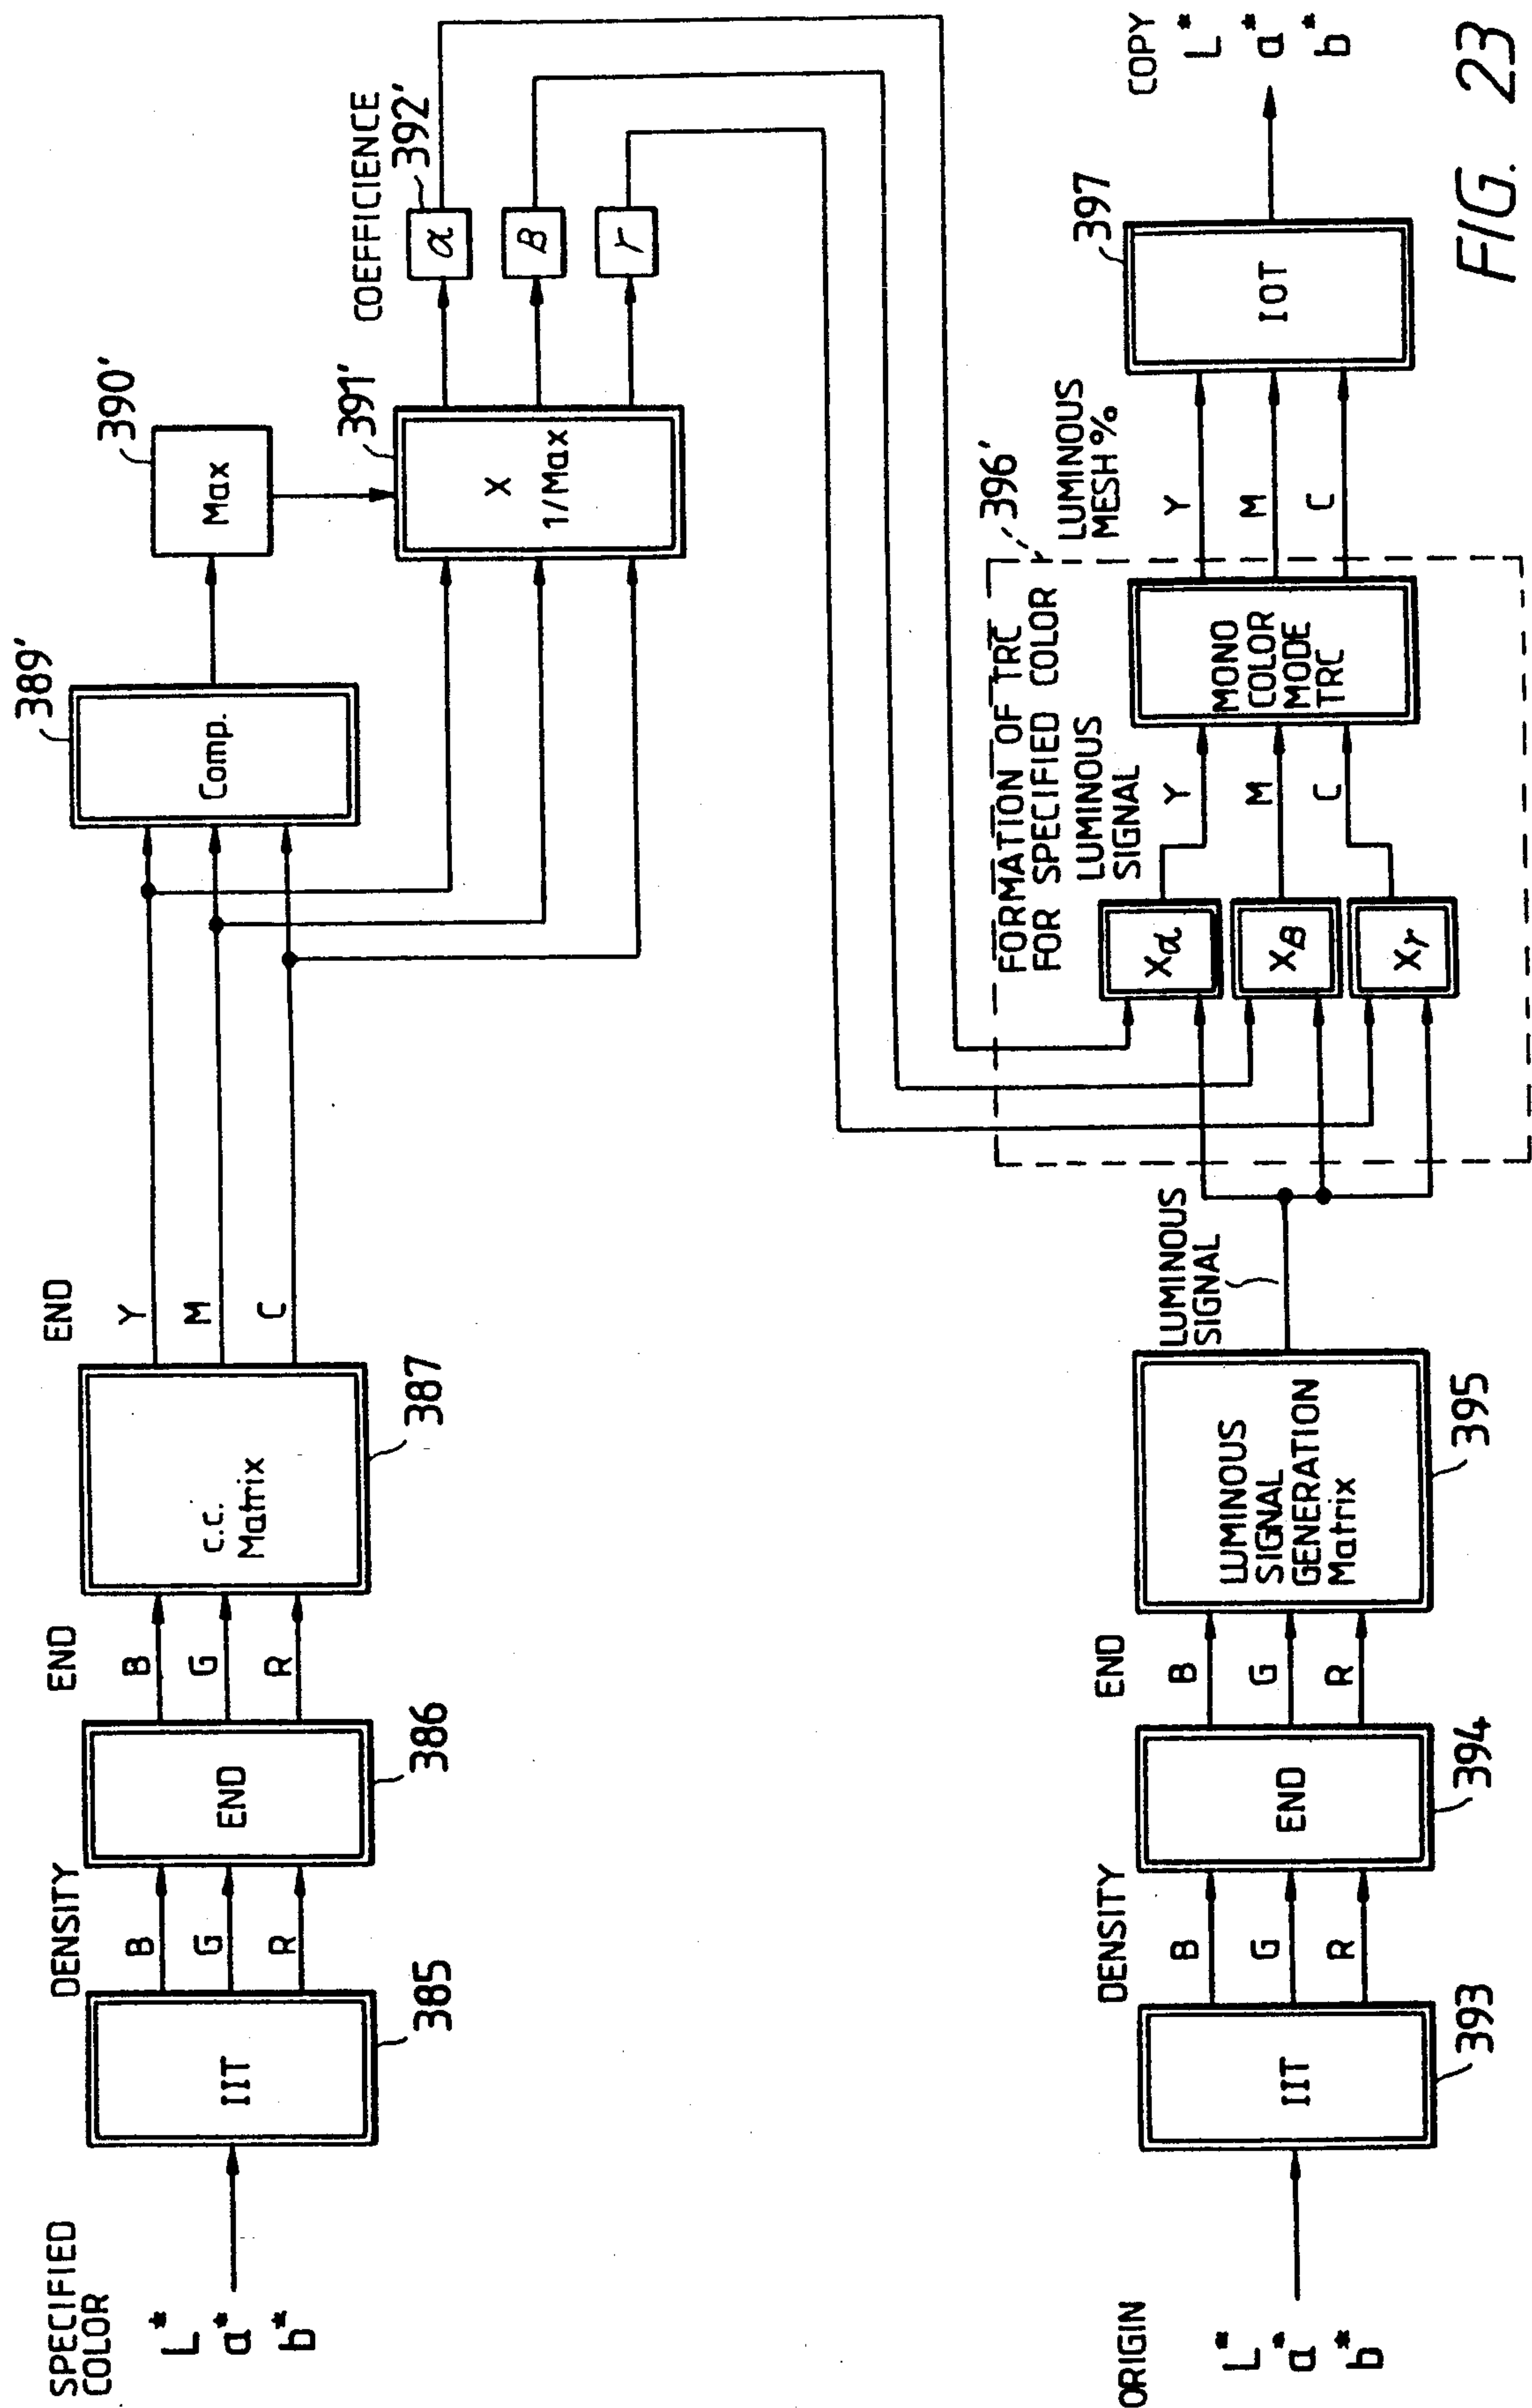 SPECIFIED
COLOR
L*
a*
b*
IIT
385
DENSITY
B
G
R
END
386
END
B
G
R
C.C.
Matrix
387
END
Y
M
C
Comp.
389'
Max
390'
X
1/Max
391'
COEFFICIENCE
392'
α
β
γ
ORIGIN
L*
a*
b*
IIT
393
DENSITY
B
G
R
END
394
END
B
G
R
LUMINOUS
SIGNAL
GENERATION
Matrix
395
LUMINOUS
SIGNAL
FORMATION OF TRC
FOR SPECIFIED COLOR
396'
Xα
Xβ
Xγ
LUMINOUS
SIGNAL
Y
M
C
MONO
COLOR
MODE
TRC
LUMINOUS
MESH%
Y
M
C
IOT
397
COPY
L*
a*
b*
FIG. 23